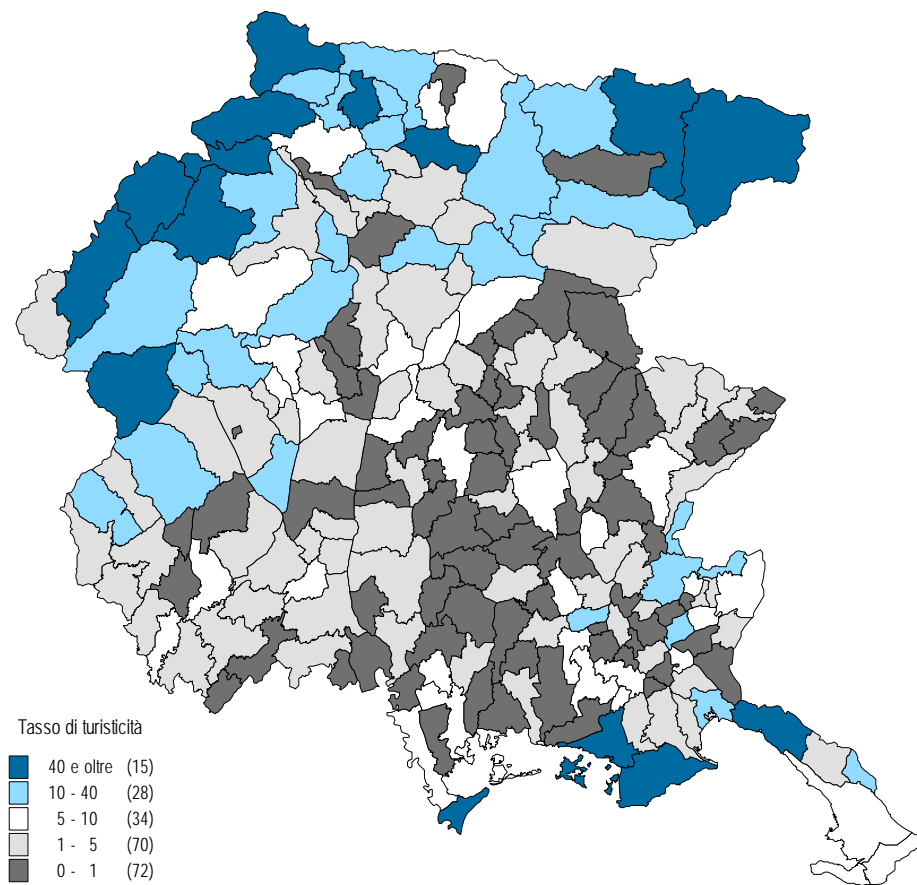 Tasso di turisticità
40 e oltre (15)
10 - 40 (28)
5 - 10 (34)
1 - 5 (70)
0 - 1 (72)